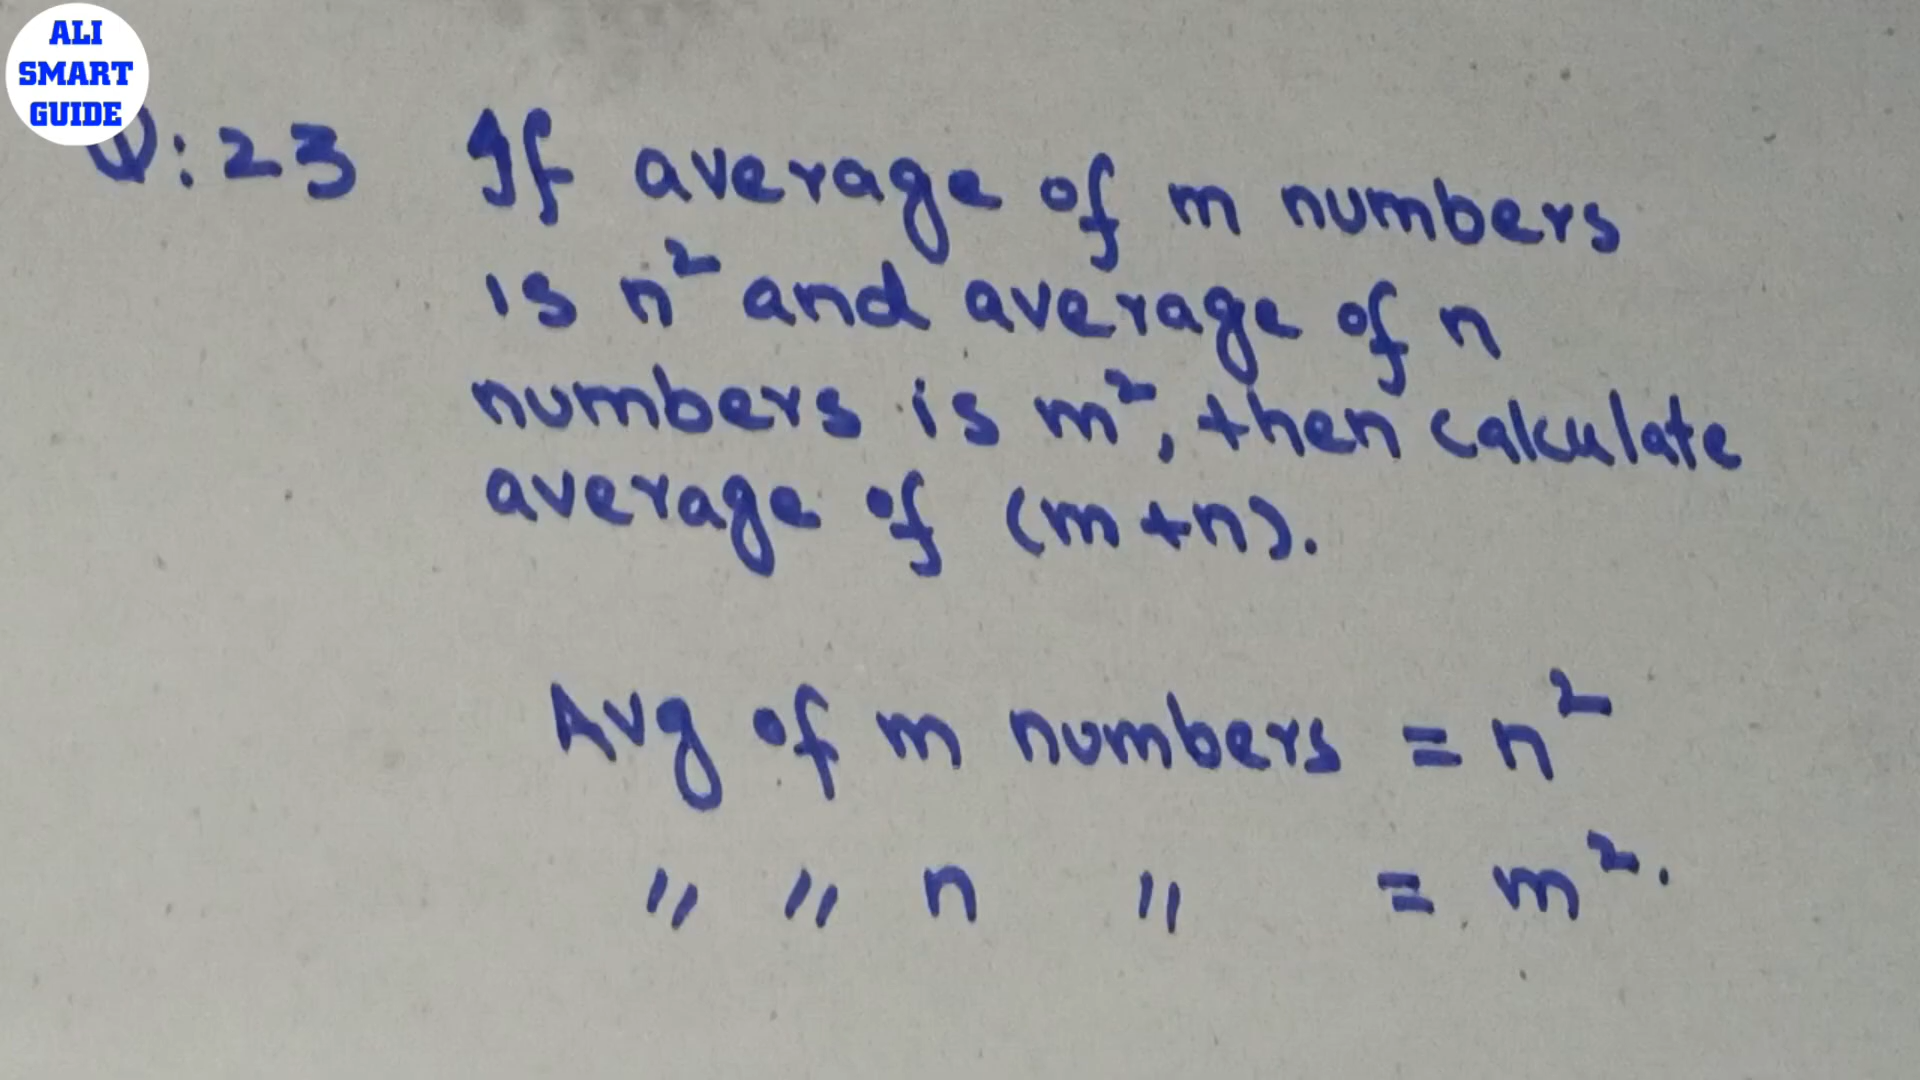 ALI
SMART
GUIDE
Q:23 If average of m numbers
is n² and average of n
numbers is m², then calculate
average of (m+n).
Avg of m numbers = n²
" " n " = m².